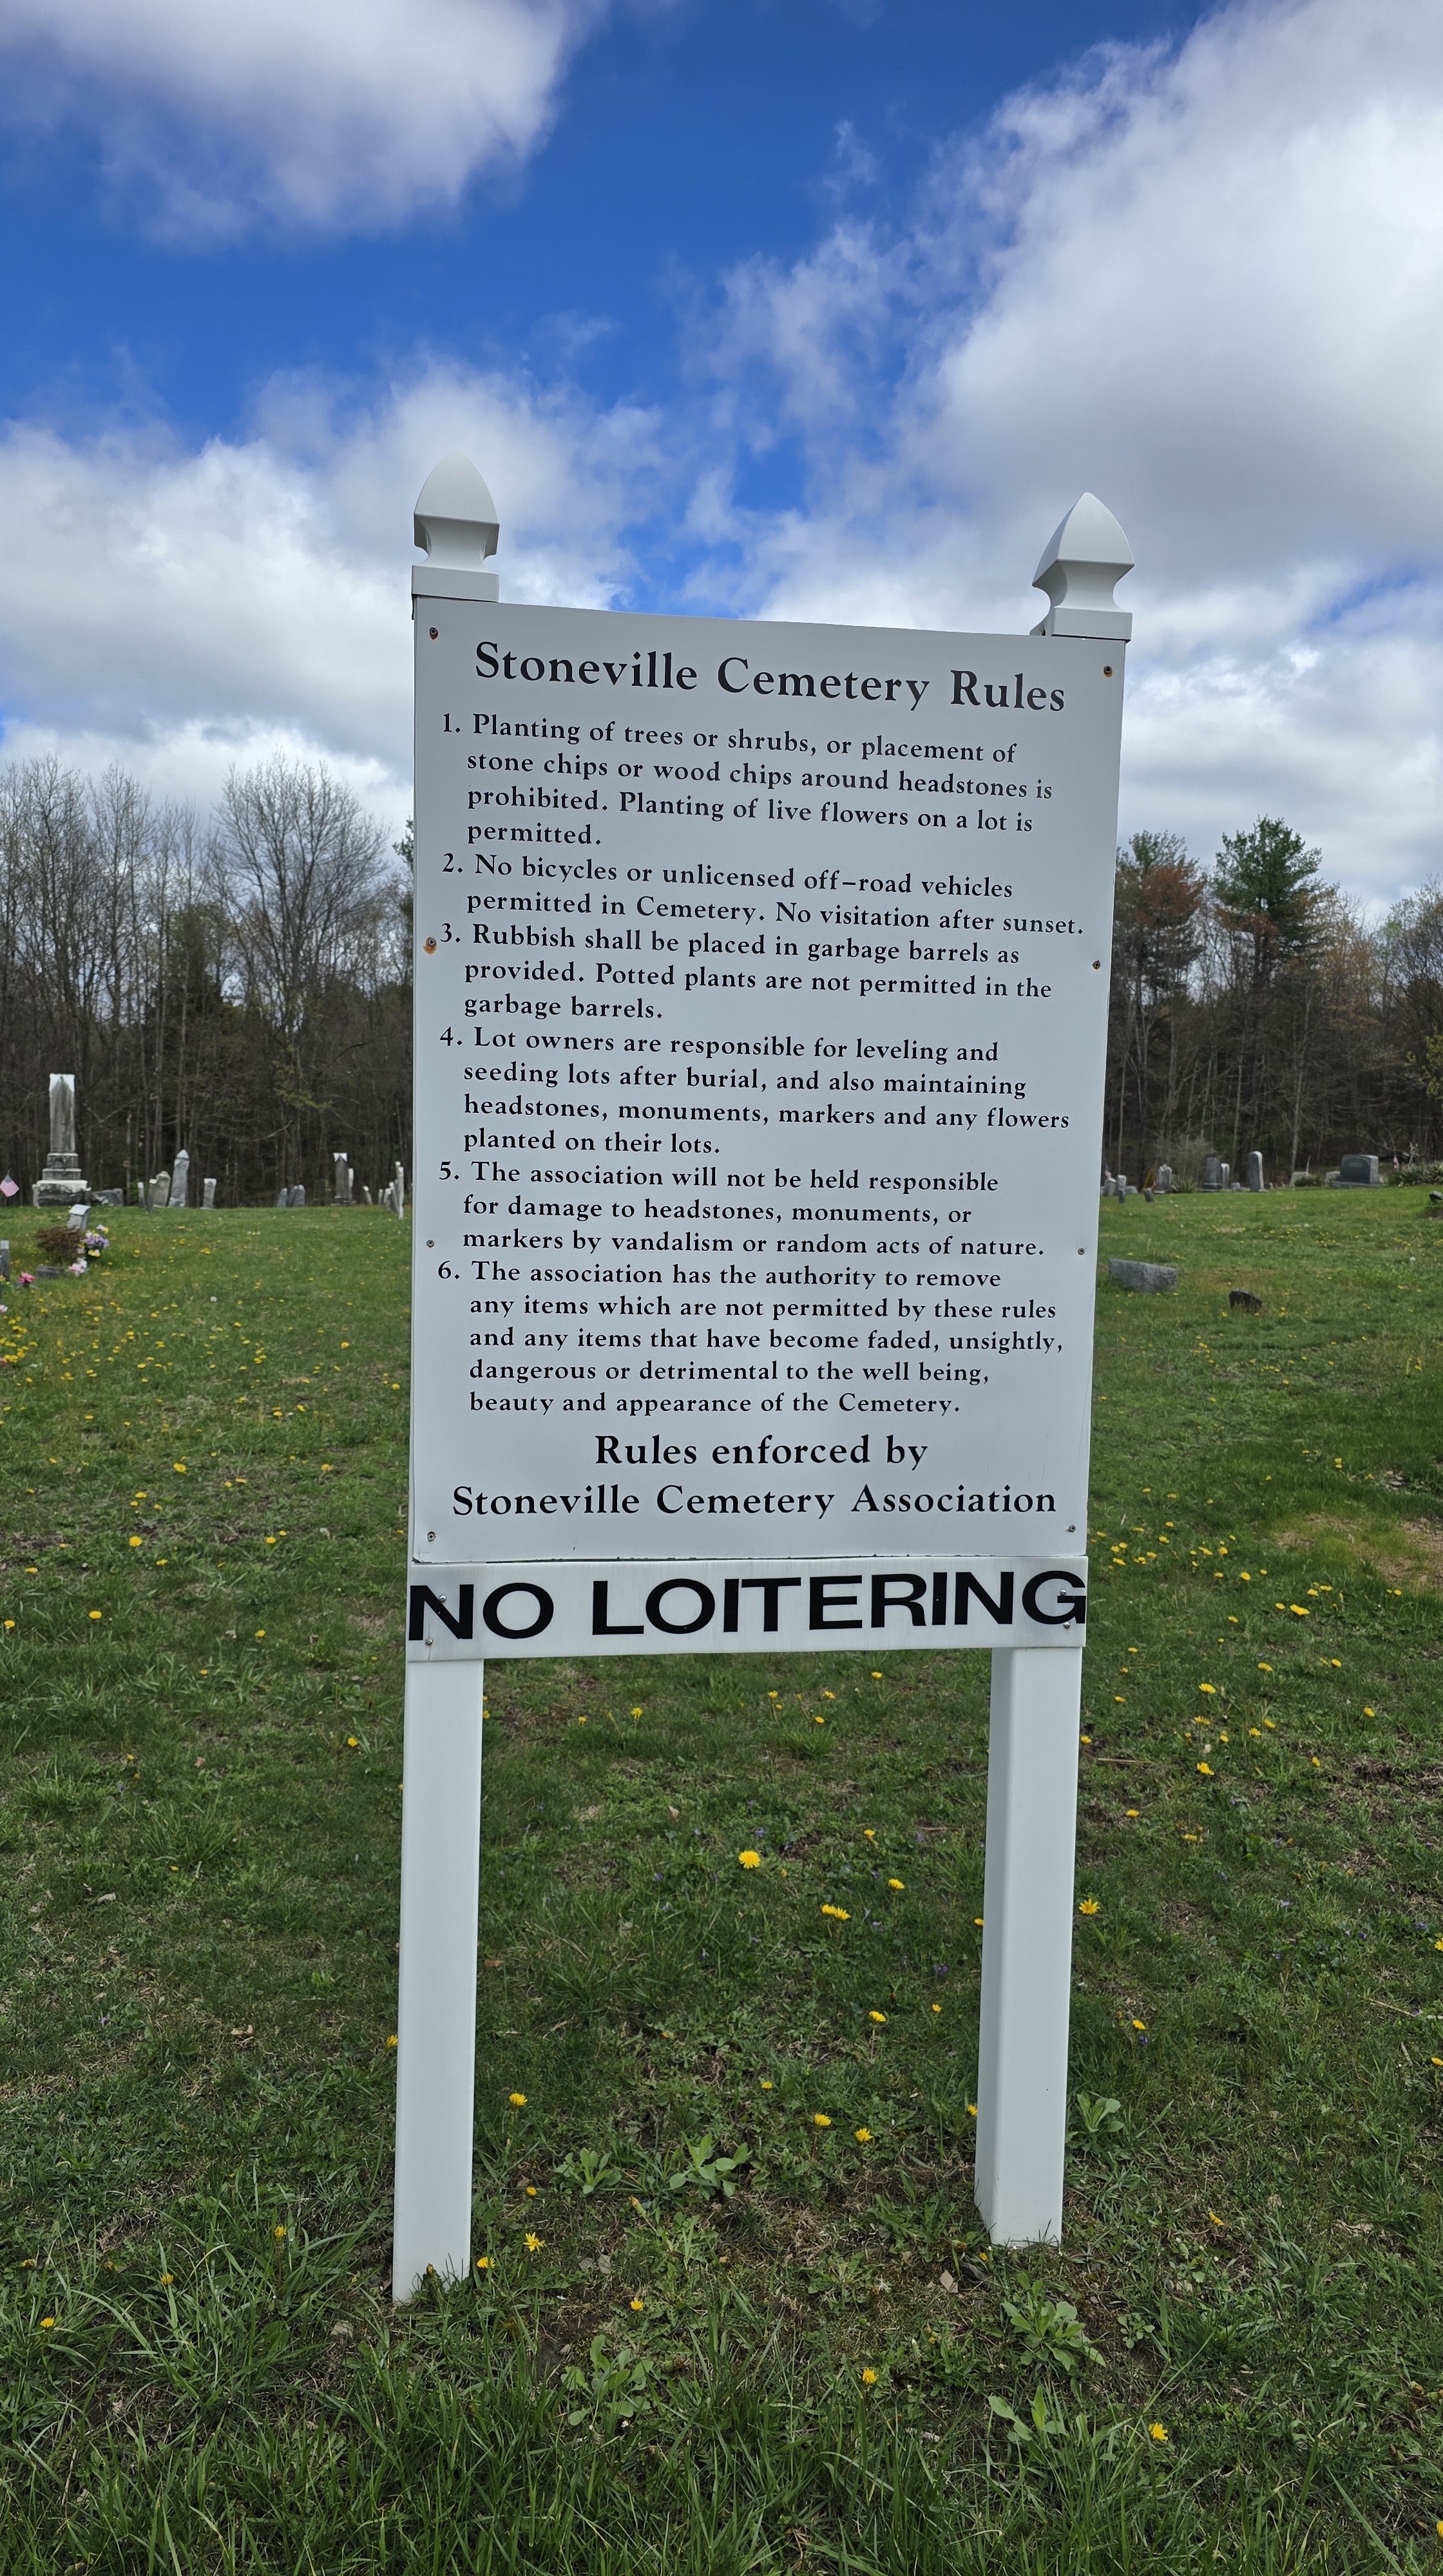 Stoneville Cemetery Rules
1. Planting of trees or shrubs, or placement of
stone chips or wood chips around headstones is
prohibited. Planting of live flowers on a lot is
permitted.
2. No bicycles or unlicensed off-road vehicles
permitted in Cemetery. No visitation after sunset.
3. Rubbish shall be placed in garbage barrels as
provided. Potted plants are not permitted in the
garbage barrels.
4. Lot owners are responsible for leveling and
seeding lots after burial, and also maintaining
headstones, monuments, markers and any flowers
planted on their lots.
5. The association will not be held responsible
for damage to headstones, monuments, or
markers by vandalism or random acts of nature.
6. The association has the authority to remove
any items which are not permitted by these rules
and any items that have become faded, unsightly,
dangerous or detrimental to the well being,
beauty and appearance of the Cemetery.
Rules enforced by
Stoneville Cemetery Association
NO LOITERING